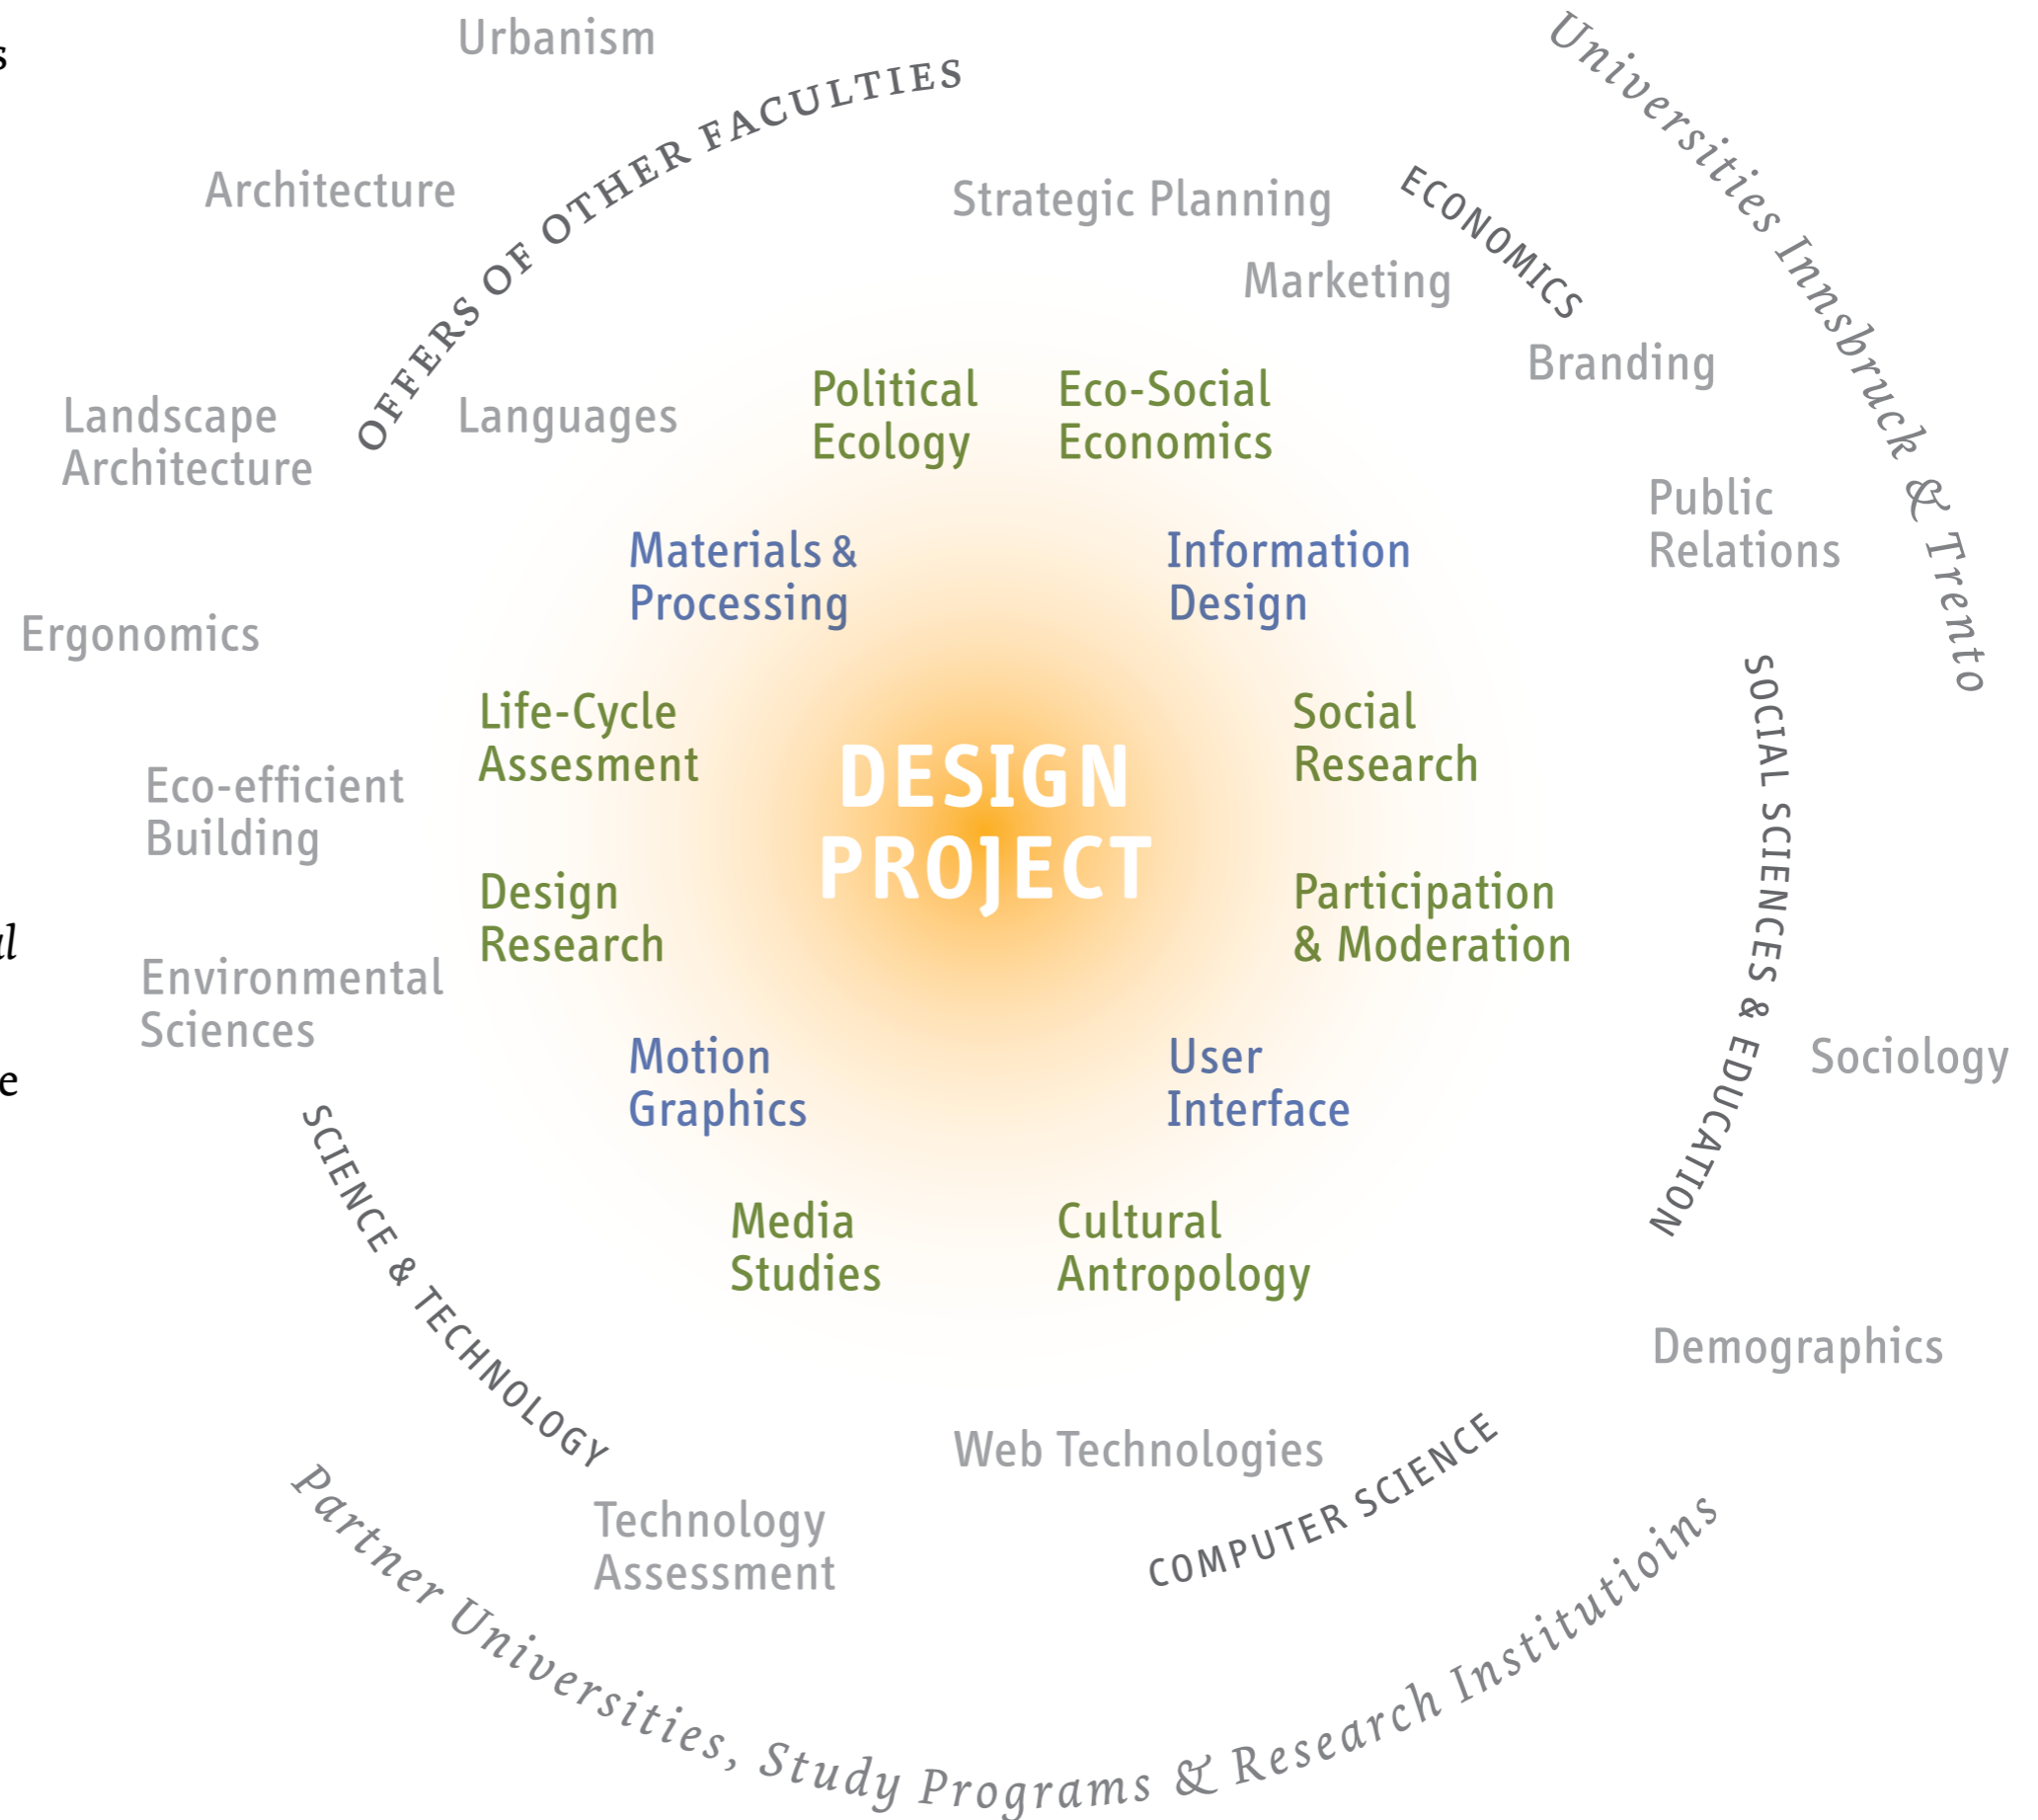 s
Urbanism
OFFERS OF OTHER FACULTIES
Universities Innsbruck & Trento
Architecture
Strategic Planning
ECONOMICS
Marketing
Branding
Landscape
Architecture
Languages
Political
Ecology
Eco-Social
Economics
Public
Relations
Materials &
Processing
Information
Design
Ergonomics
Life-Cycle
Assesment
DESIGN
PROJECT
Social
Research
SOCIAL SCIENCES & EDUCATION
Eco-efficient
Building
Design
Research
Participation
& Moderation
al
Environmental
Sciences
e
Motion
Graphics
User
Interface
Sociology
SCIENCE & TECHNOLOGY
Media
Studies
Cultural
Antropology
Demographics
Web Technologies
COMPUTER SCIENCE
Technology
Assessment
Partner Universities, Study Programs & Research Institutioins